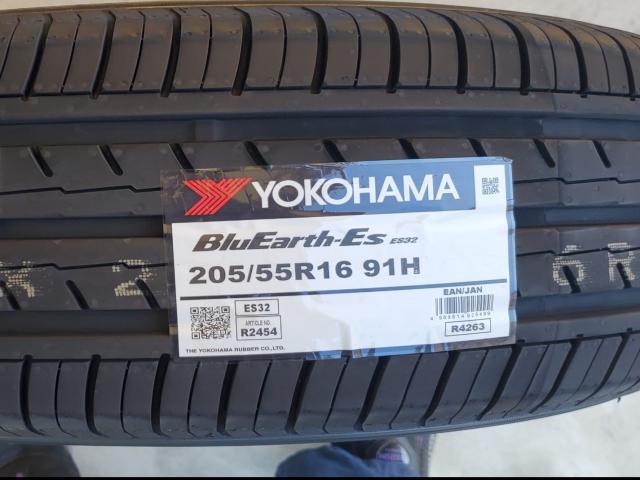 YOKOHAMA
BluEarth-Es ES32
205/55R16 91H
EAN/JAN
ES32
ARTICLE NO.
R2454
R4263
THE YOKOHAMA RUBBER CO.,LTD.